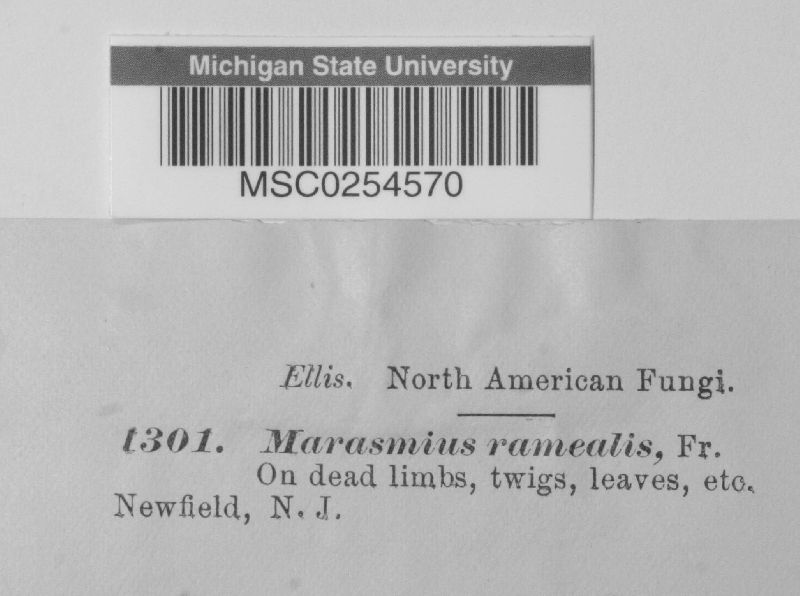 Michigan State University
MSC0254570
Ellis. North American Fungi.
1301. Marasmius ramealis, Fr.
On dead limbs, twigs, leaves, etc.
Newfield, N. J.